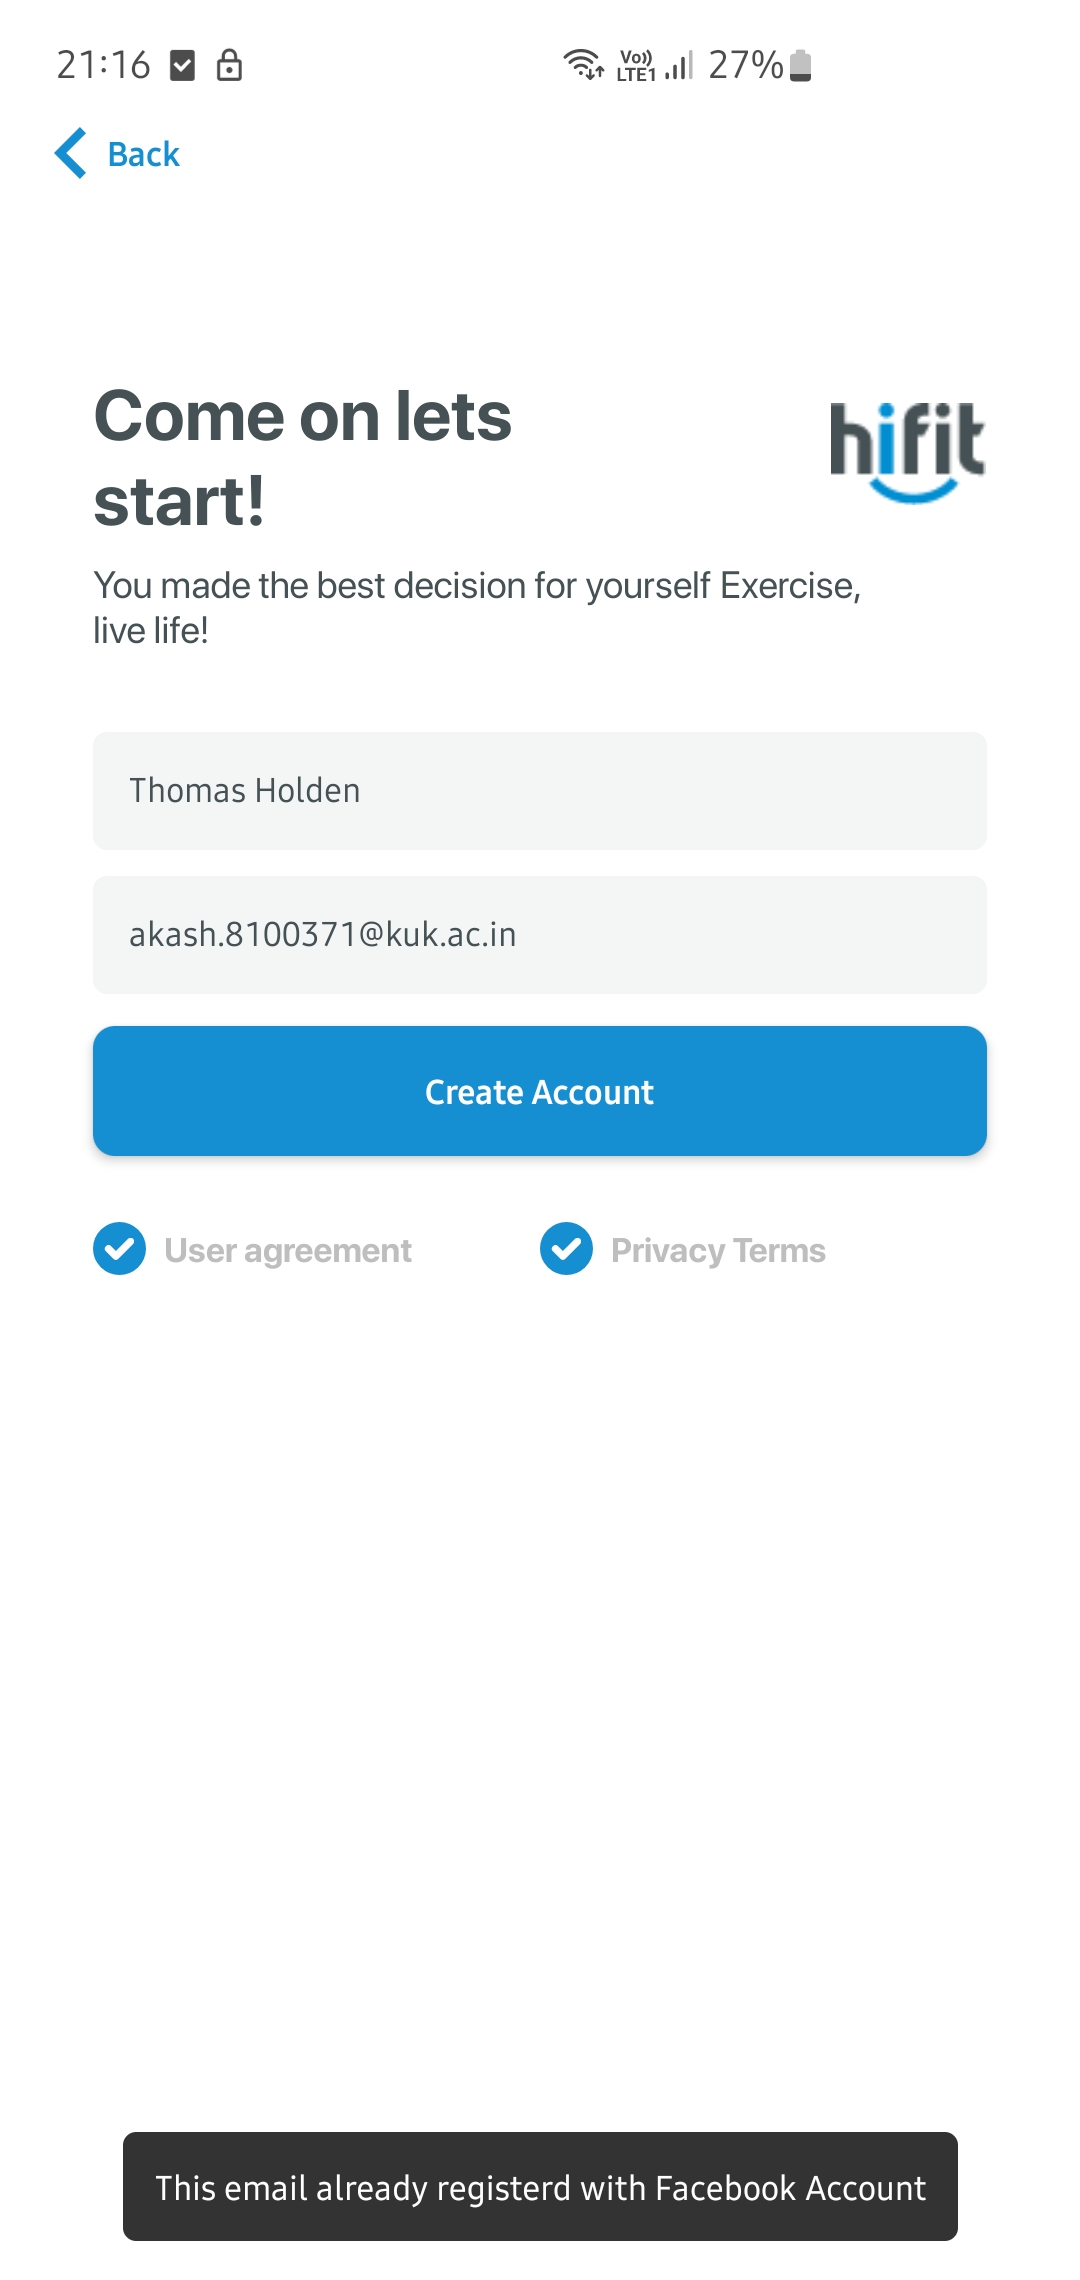 21:16
Vo)) LTE1 27%
Back
Come on lets
start!
hifit
You made the best decision for yourself Exercise,
live life!
Thomas Holden
akash.8100371@kuk.ac.in
Create Account
User agreement
Privacy Terms
This email already registerd with Facebook Account